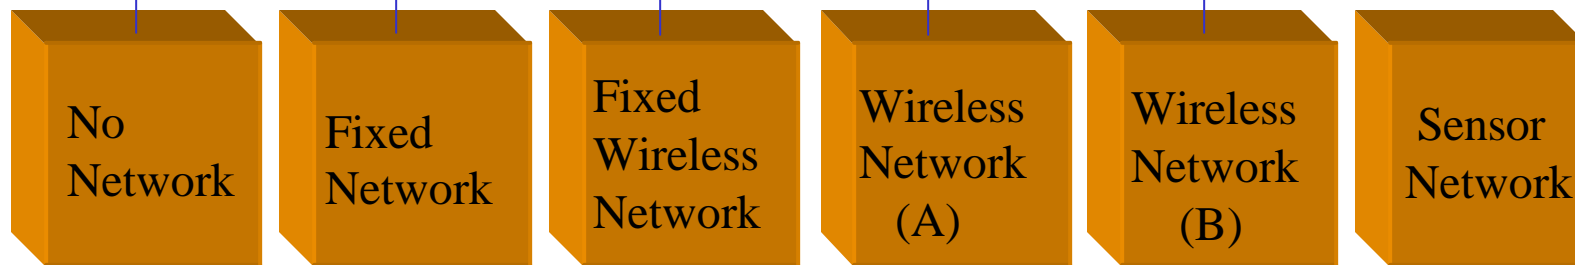 No
Network
Fixed
Network
Fixed
Wireless
Network
Wireless
Network
(A)
Wireless
Network
(B)
Sensor
Network